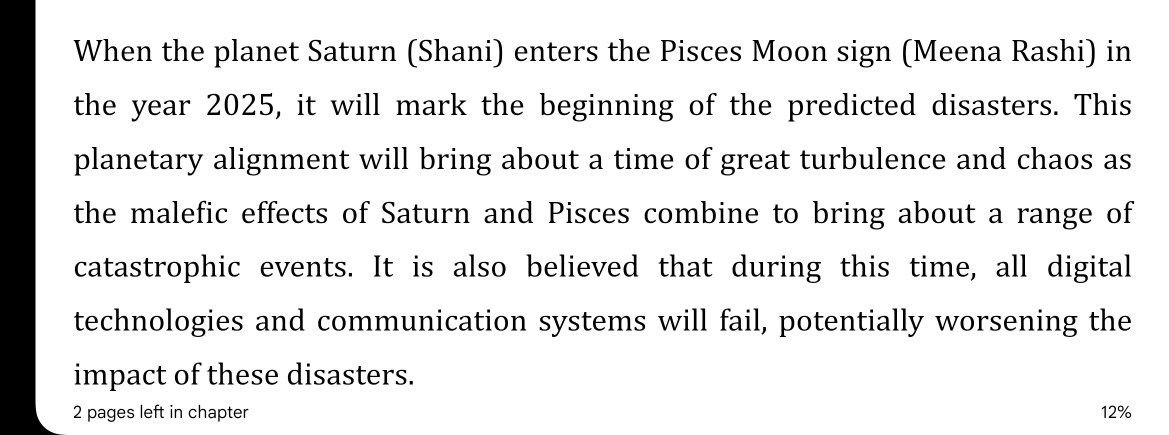 When the planet Saturn (Shani) enters the Pisces Moon sign (Meena Rashi) in
the year 2025, it will mark the beginning of the predicted disasters. This
planetary alignment will bring about a time of great turbulence and chaos as
the malefic effects of Saturn and Pisces combine to bring about a range of
catastrophic events. It is also believed that during this time, all digital
technologies and communication systems will fail, potentially worsening the
impact of these disasters.
2 pages left in chapter 12%